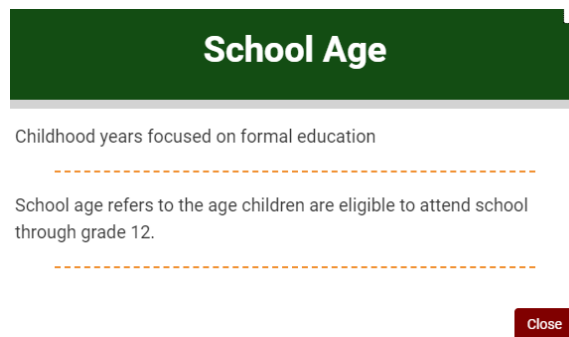 School Age
Childhood years focused on formal education
School age refers to the age children are eligible to attend school
through grade 12.
Close